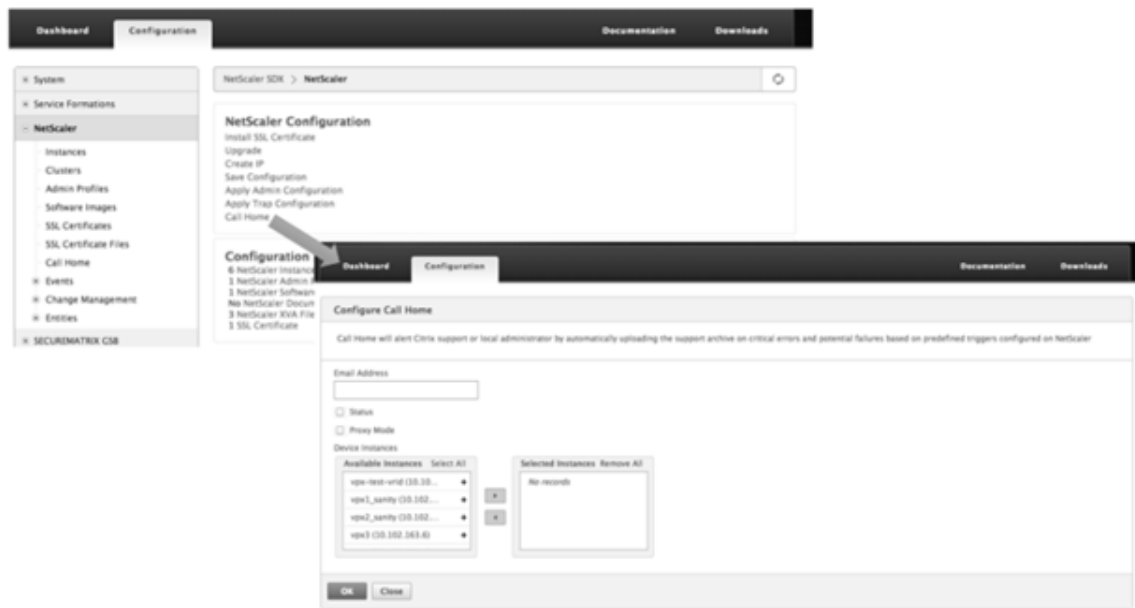 Dashboard
Configuration
Documentation
Downloads
System
Service Formations
NetScaler
Instances
Clusters
Admin Profiles
Software Images
SSL Certificates
SSL Certificate Files
Call Home
Events
Change Management
Entities
SECUREMATRIX GSB
NetScaler SDX > NetScaler
NetScaler Configuration
Install SSL Certificate
Upgrade
Create IP
Save Configuration
Apply Admin Configuration
Apply Trap Configuration
Call Home
Configuration
6 NetScaler Instance
1 NetScaler Admin
1 NetScaler Softwar
No NetScaler Docum
3 NetScaler XVA File
1 SSL Certificate
Dashboard
Configuration
Documentation
Downloads
Configure Call Home
Call Home will alert Citrix support or local administrator by automatically uploading the support archive on critical errors and potential failures based on predefined triggers configured on NetScaler
Email Address
Status
Proxy Mode
Device Instances
Available Instances Select All
vpx-test-vrid (10.10...
vpx1_sanity (10.102....
vpx2_sanity (10.102....
vpx3 (10.102.163.6)
Selected Instances Remove All
No records
OK
Close